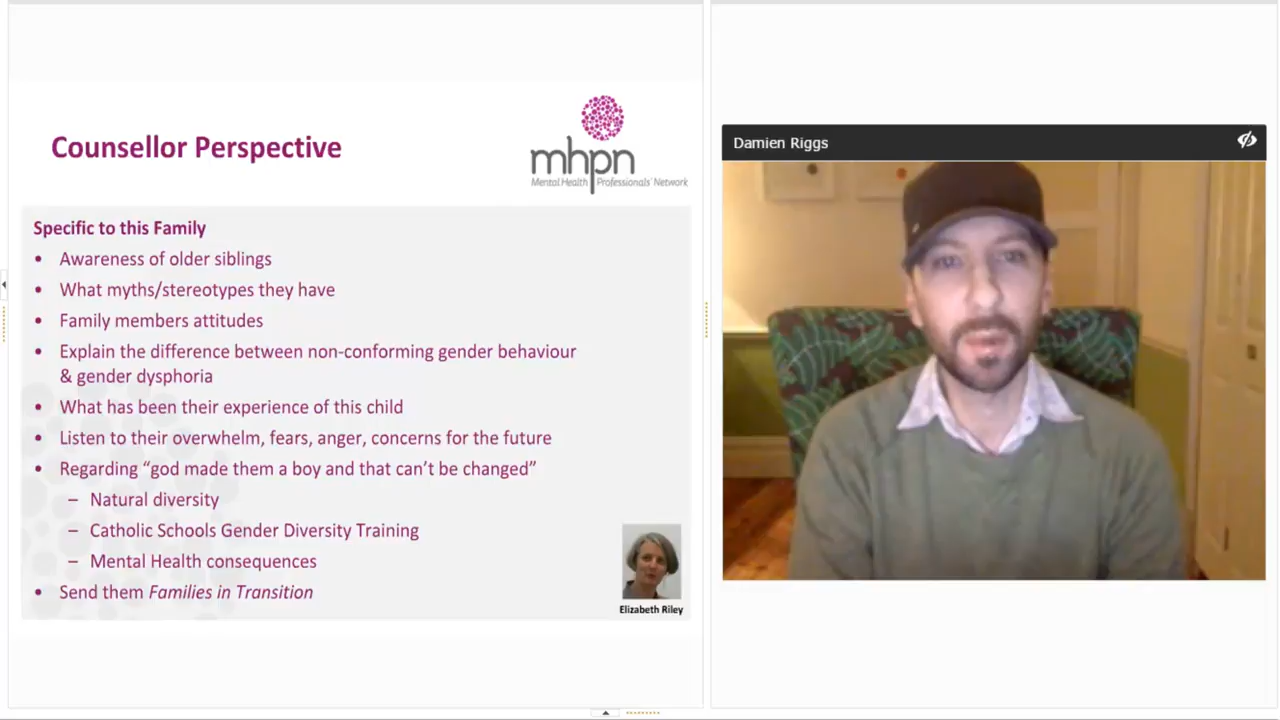 Counsellor Perspective
mhpn
Mental Health Professionals' Network
Specific to this Family
• Awareness of older siblings
• What myths/stereotypes they have
• Family members attitudes
• Explain the difference between non-conforming gender behaviour
& gender dysphoria
• What has been their experience of this child
• Listen to their overwhelm, fears, anger, concerns for the future
• Regarding “god made them a boy and that can’t be changed”
– Natural diversity
– Catholic Schools Gender Diversity Training
– Mental Health consequences
• Send them Families in Transition
Elizabeth Riley
Damien Riggs